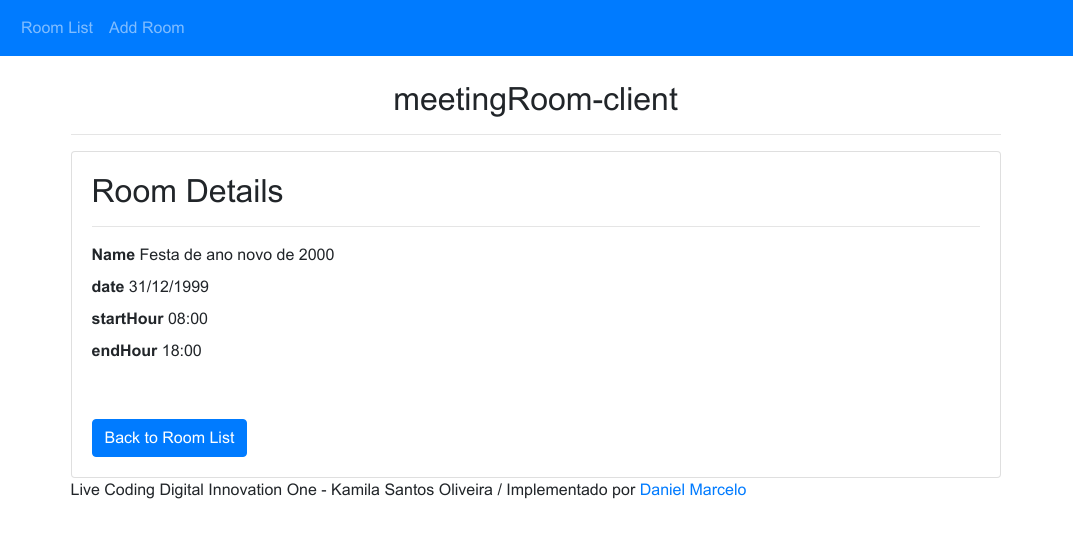 Room List Add Room
meetingRoom-client
Room Details
Name Festa de ano novo de 2000
date 31/12/1999
startHour 08:00
endHour 18:00
Back to Room List
Live Coding Digital Innovation One - Kamila Santos Oliveira / Implementado por Daniel Marcelo